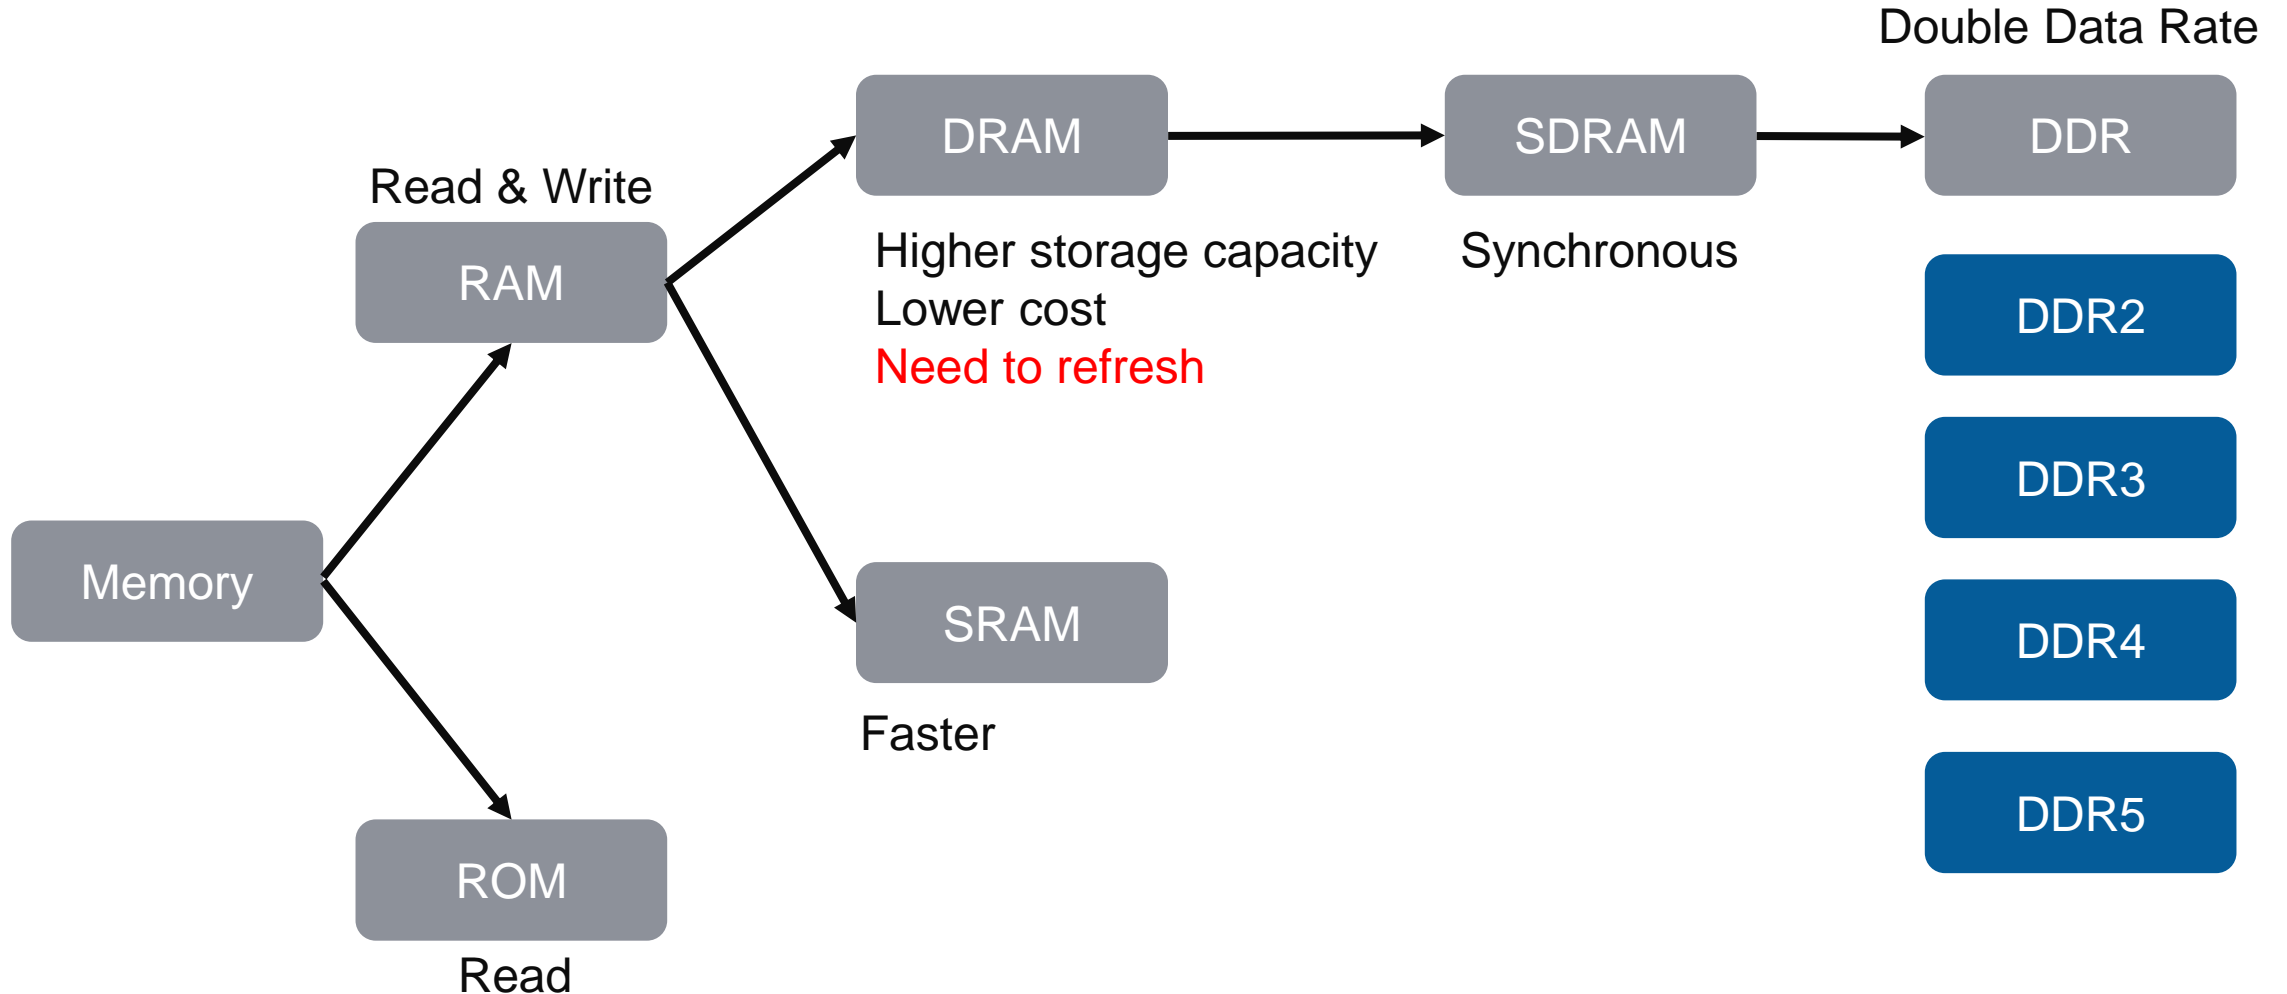 Double Data Rate
DRAM
SDRAM
DDR
Read & Write
RAM
Higher storage capacity
Lower cost
Need to refresh
Synchronous
DDR2
DDR3
Memory
SRAM
DDR4
Faster
DDR5
ROM
Read